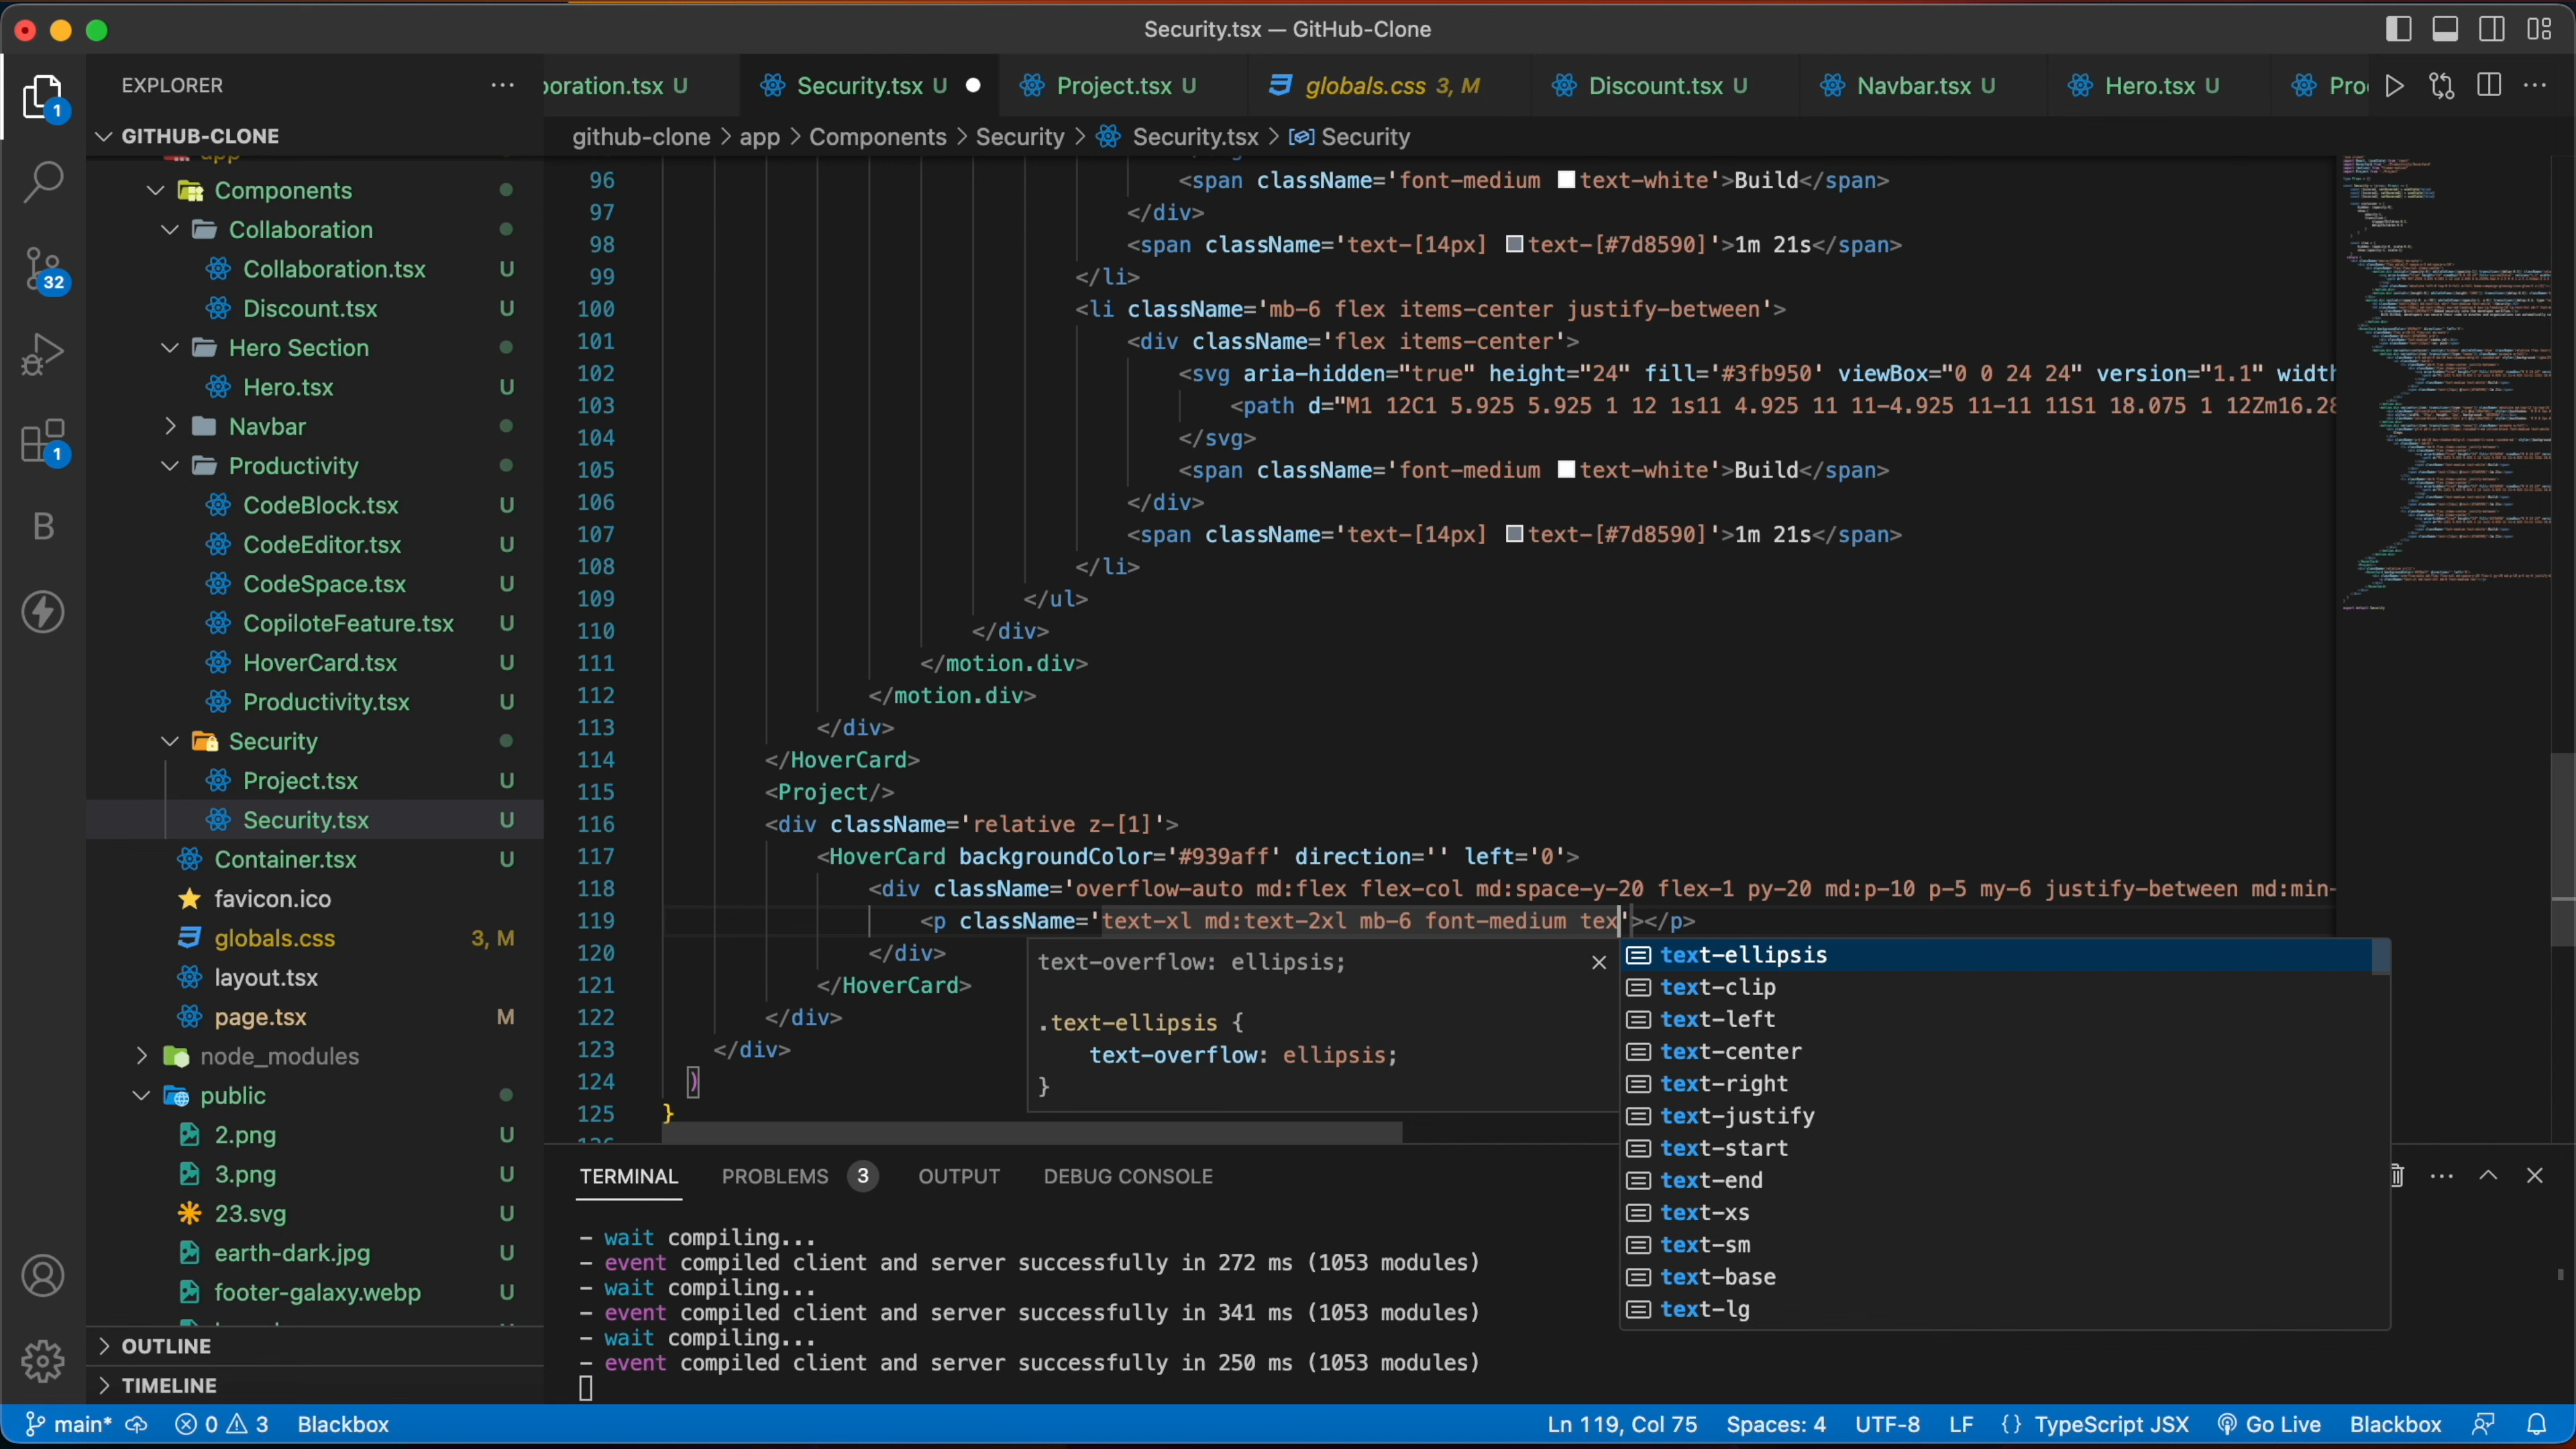 Security.tsx — GitHub-Clone
EXPLORER
GITHUB-CLONE
app
Components
Collaboration
Collaboration.tsx U
Discount.tsx U
Hero Section
Hero.tsx U
Navbar
Productivity
CodeBlock.tsx U
CodeEditor.tsx U
CodeSpace.tsx U
CopiloteFeature.tsx U
HoverCard.tsx U
Productivity.tsx U
Security
Project.tsx U
Security.tsx U
Container.tsx U
favicon.ico
globals.css 3, M
layout.tsx
page.tsx M
node_modules
public
2.png U
3.png U
23.svg U
earth-dark.jpg U
footer-galaxy.webp U
OUTLINE
TIMELINE
1
32
1
B
oration.tsx U Security.tsx U Project.tsx U globals.css 3, M Discount.tsx U Navbar.tsx U Hero.tsx U Pro
github-clone > app > Components > Security > Security.tsx > Security
96 <span className='font-medium text-white'>Build</span>
97 </div>
98 <span className='text-[14px] text-[#7d8590]'>1m 21s</span>
99 </li>
100 <li className='mb-6 flex items-center justify-between'>
101 <div className='flex items-center'>
102 <svg aria-hidden="true" height="24" fill='#3fb950' viewBox="0 0 24 24" version="1.1" width
103 <path d="M1 12C1 5.925 5.925 1 12 1s11 4.925 11 11-4.925 11-11 11S1 18.075 1 12Zm16.28
104 </svg>
105 <span className='font-medium text-white'>Build</span>
106 </div>
107 <span className='text-[14px] text-[#7d8590]'>1m 21s</span>
108 </li>
109 </ul>
110 </div>
111 </motion.div>
112 </motion.div>
113 </div>
114 </HoverCard>
115 <Project/>
116 <div className='relative z-[1]'>
117 <HoverCard backgroundColor='#939aff' direction='' left='0'>
118 <div className='overflow-auto md:flex flex-col md:space-y-20 flex-1 py-20 md:p-10 p-5 my-6 justify-between md:min-
119 <p className='text-xl md:text-2xl mb-6 font-medium tex'></p>
120 </div>
121 </HoverCard>
122 </div>
123 </div>
124 )
125 }
text-overflow: ellipsis;
.text-ellipsis {
text-overflow: ellipsis;
}
text-ellipsis
text-clip
text-left
text-center
text-right
text-justify
text-start
text-end
text-xs
text-sm
text-base
text-lg
TERMINAL PROBLEMS 3 OUTPUT DEBUG CONSOLE
- wait compiling...
- event compiled client and server successfully in 272 ms (1053 modules)
- wait compiling...
- event compiled client and server successfully in 341 ms (1053 modules)
- wait compiling...
- event compiled client and server successfully in 250 ms (1053 modules)
main* 0 3 Blackbox Ln 119, Col 75 Spaces: 4 UTF-8 LF {} TypeScript JSX Go Live Blackbox